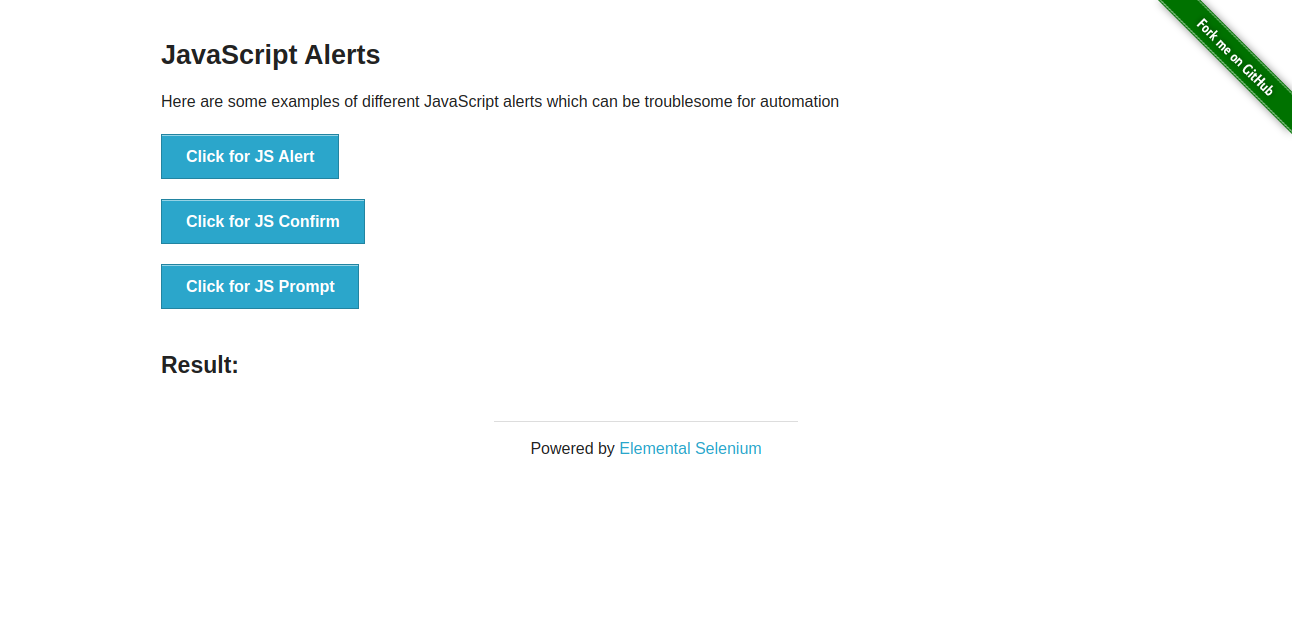 JavaScript Alerts
Fork me on GitHub
Here are some examples of different JavaScript alerts which can be troublesome for automation
Click for JS Alert
Click for JS Confirm
Click for JS Prompt
Result:
Powered by Elemental Selenium